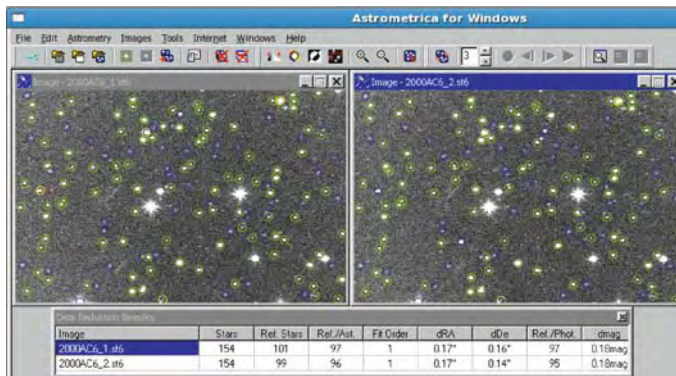 Astrometrica for Windows
File Edit Astrometry Images Tools Internet Windows Help
3
Image - 2000AC6_1.st6
Image - 2000AC6_2.st6
Data Reduction Results
Image Stars Ref. Stars Ref./Ast. Fit Order dRA dDe Ref./Phot. dmag
2000AC6_1.st6 154 101 97 1 0.17" 0.16" 97 0.18mag
2000AC6_2.st6 154 99 96 1 0.17" 0.14" 95 0.18mag